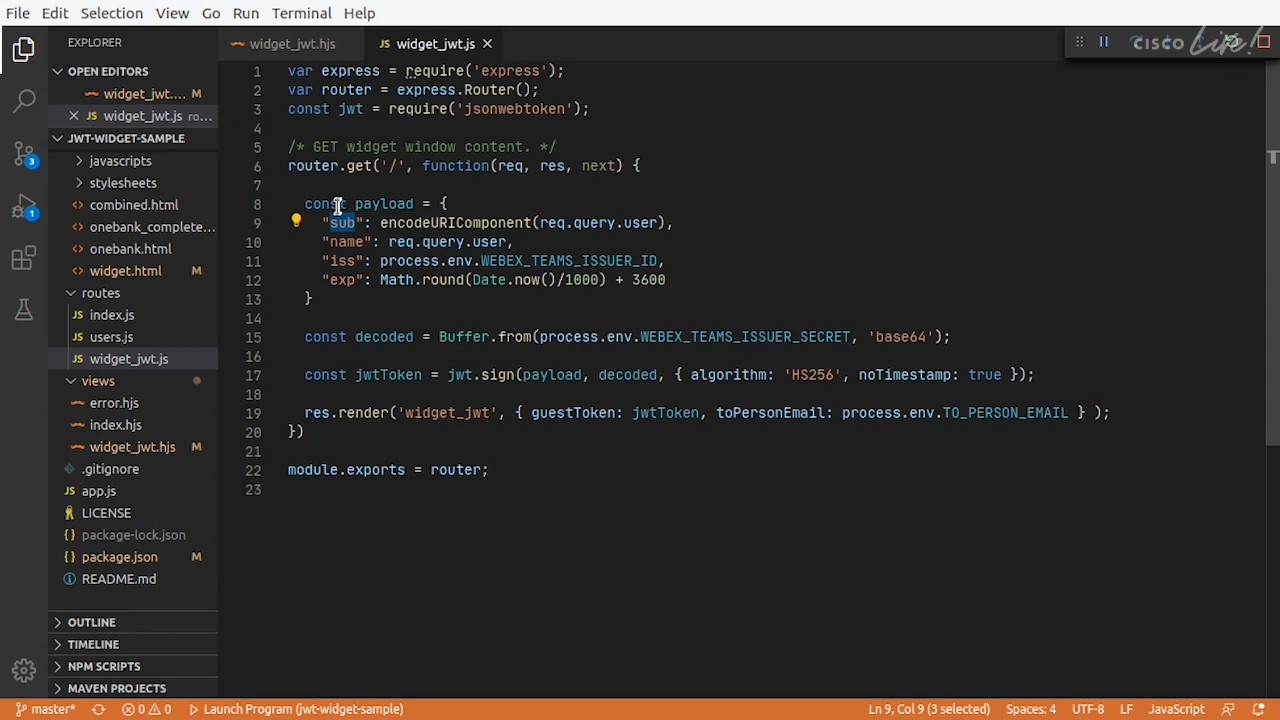 File Edit Selection View Go Run Terminal Help
EXPLORER
OPEN EDITORS
widget_jwt.... M
widget_jwt.js ro...
JWT-WIDGET-SAMPLE
javascripts
stylesheets
combined.html
onebank_complete...
onebank.html
widget.html M
routes
index.js
users.js
widget_jwt.js
views
error.hjs
index.hjs
widget_jwt.hjs M
.gitignore
JS app.js
LICENSE
{} package-lock.json
{} package.json M
README.md
OUTLINE
TIMELINE
NPM SCRIPTS
MAVEN PROJECTS
3
1
widget_jwt.hjs JS widget_jwt.js
cisco Live!
1 var express = require('express');
2 var router = express.Router();
3 const jwt = require('jsonwebtoken');
4
5 /* GET widget window content. */
6 router.get('/', function(req, res, next) {
7
8 const payload = {
9 "sub": encodeURIComponent(req.query.user),
10 "name": req.query.user,
11 "iss": process.env.WEBEX_TEAMS_ISSUER_ID,
12 "exp": Math.round(Date.now()/1000) + 3600
13 }
14
15 const decoded = Buffer.from(process.env.WEBEX_TEAMS_ISSUER_SECRET, 'base64');
16
17 const jwtToken = jwt.sign(payload, decoded, { algorithm: 'HS256', noTimestamp: true });
18
19 res.render('widget_jwt', { guestToken: jwtToken, toPersonEmail: process.env.TO_PERSON_EMAIL } );
20 })
21
22 module.exports = router;
23
master* 0 0 Launch Program (jwt-widget-sample) Ln 9, Col 9 (3 selected) Spaces: 4 UTF-8 LF JavaScript